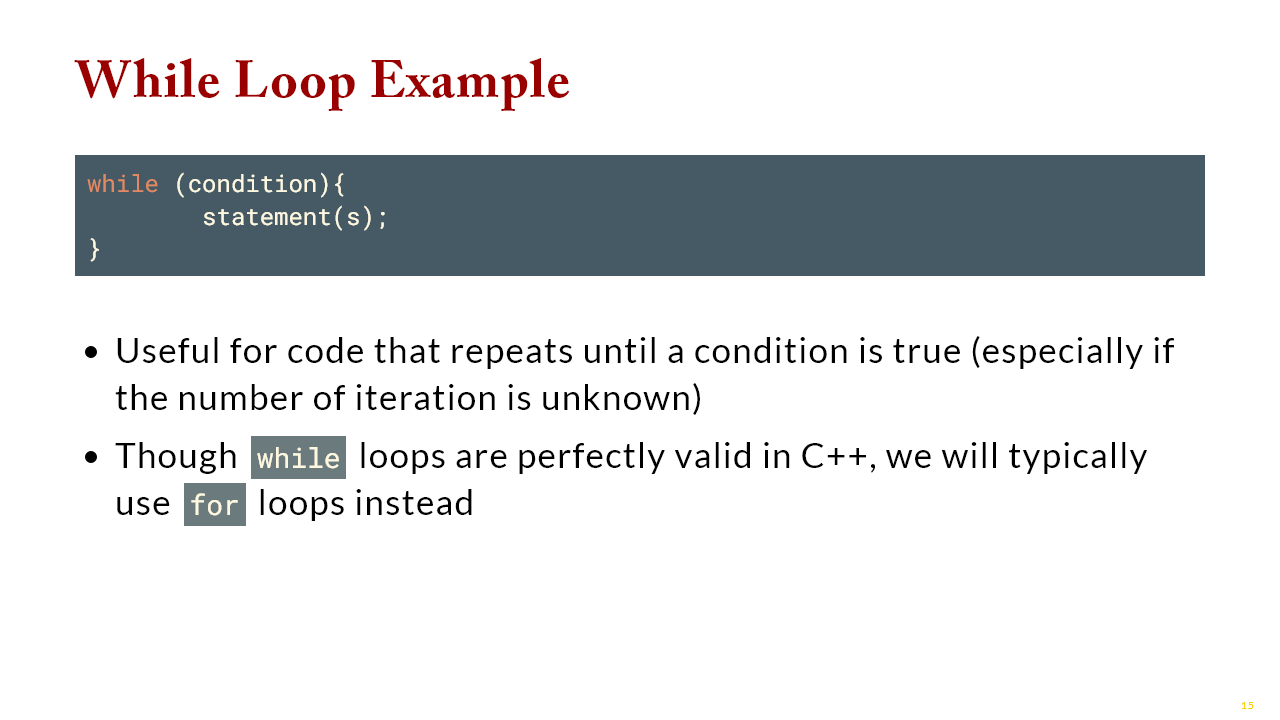 While Loop Example
while (condition){
        statement(s);
}
• Useful for code that repeats until a condition is true (especially if
the number of iteration is unknown)
• Though while loops are perfectly valid in C++, we will typically
use for loops instead
15